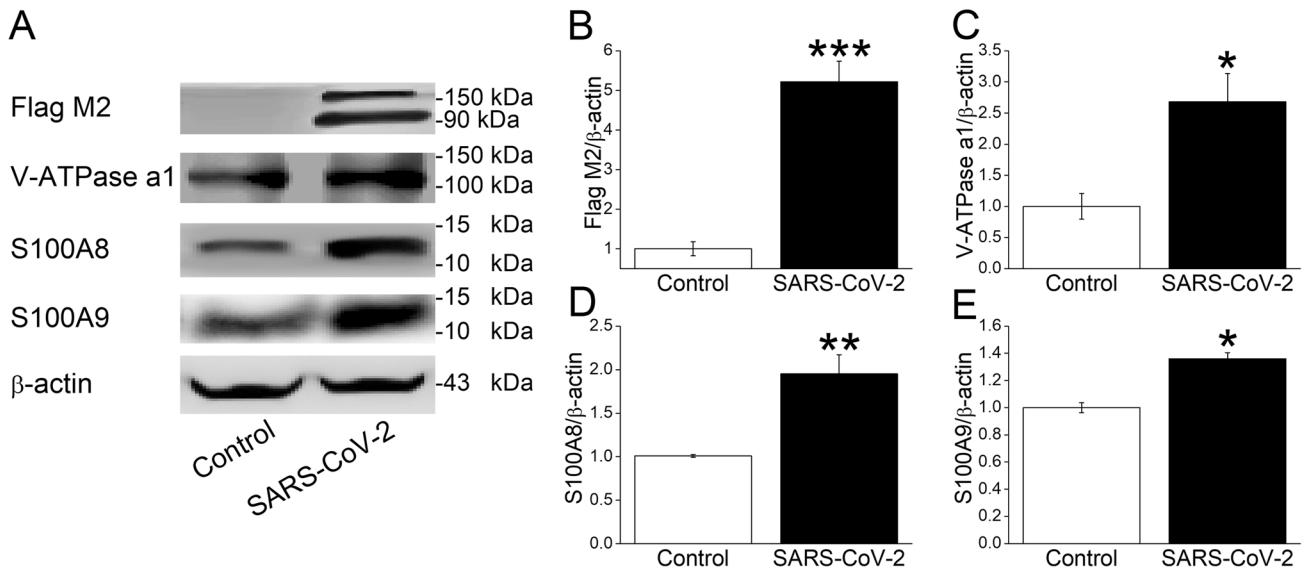 A
Flag M2
-150 kDa
-90 kDa
V-ATPase a1
-150 kDa
-100 kDa
S100A8
-15 kDa
-10 kDa
S100A9
-15 kDa
-10 kDa
β-actin
-43 kDa
Control
SARS-CoV-2
B
***
Flag M2/β-actin
6
5
4
3
2
1
Control
SARS-CoV-2
C
*
V-ATPase a1/β-actin
3.5
3.0
2.5
2.0
1.5
1.0
0.5
0.0
Control
SARS-CoV-2
D
**
S100A8/β-actin
2.5
2.0
1.5
1.0
0.5
0.0
Control
SARS-CoV-2
E
*
S100A9/β-actin
1.6
1.4
1.2
1.0
0.8
0.6
0.4
0.2
0.0
Control
SARS-CoV-2